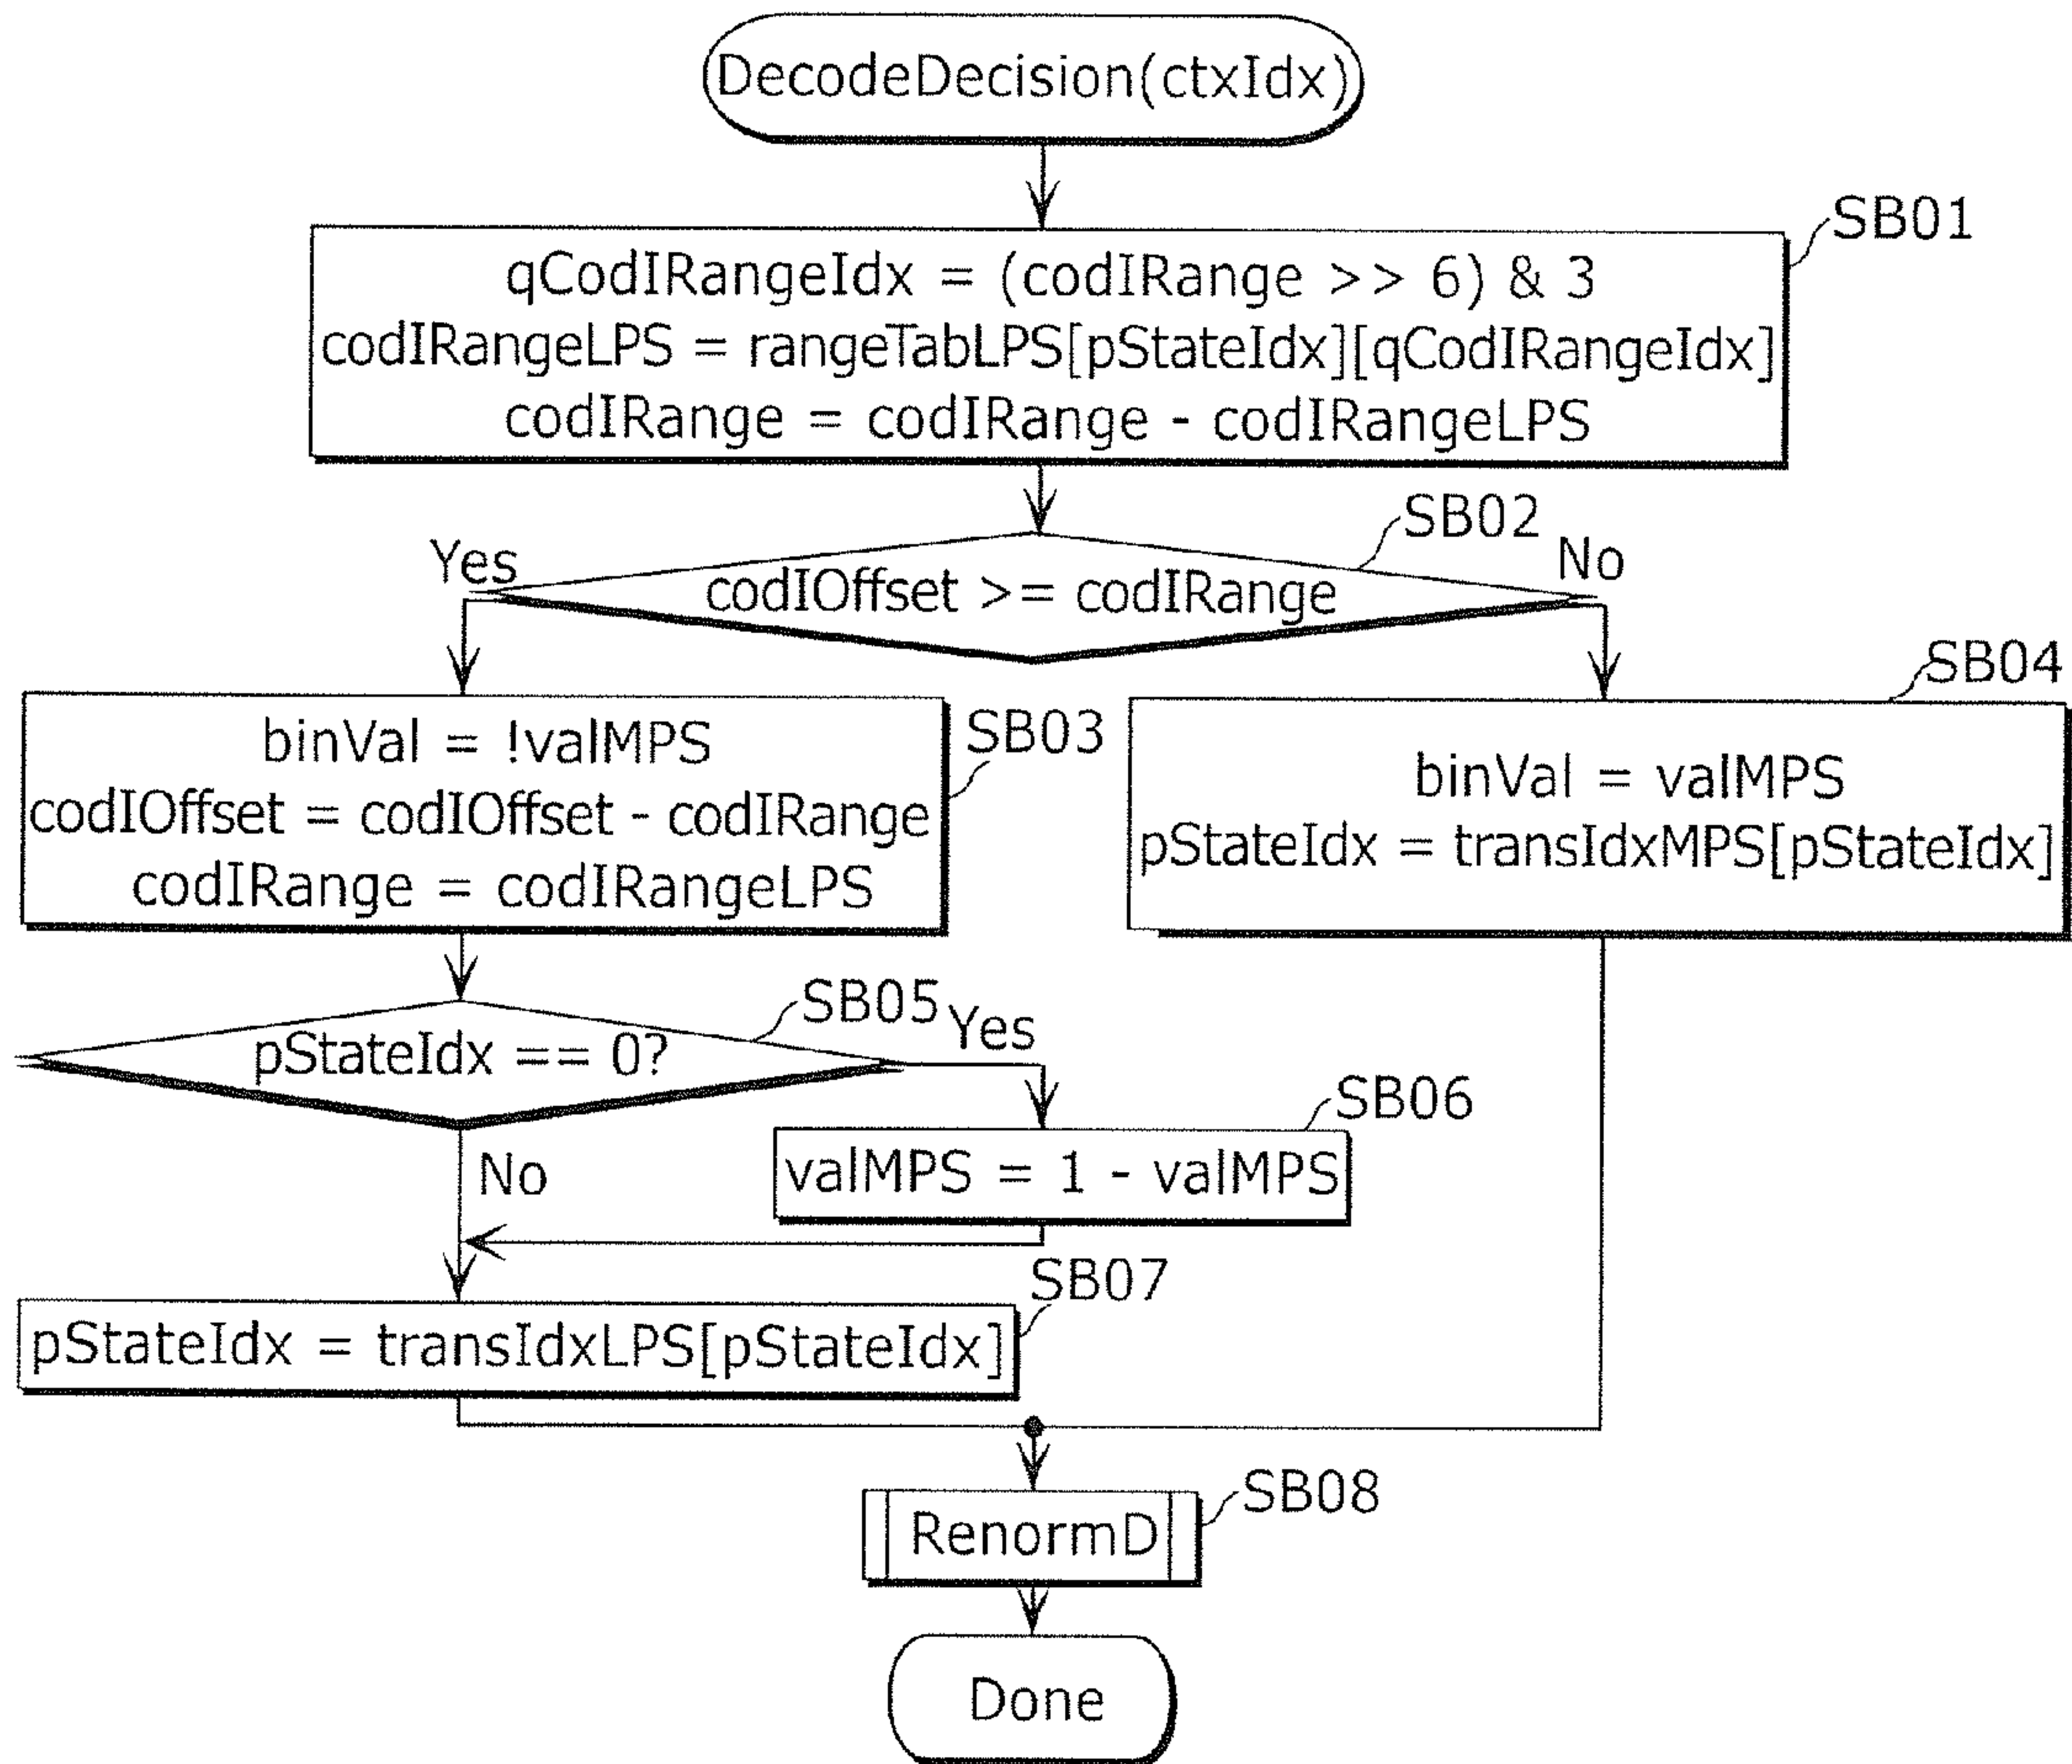 DecodeDecision(ctxIdx)
SB01
qCodIRangeIdx = (codIRange >> 6) & 3
codIRangeLPS = rangeTabLPS[pStateIdx][qCodIRangeIdx]
codIRange = codIRange - codIRangeLPS
SB02
Yes
No
codIOffset >= codIRange
SB04
SB03
binVal = !valMPS
codIOffset = codIOffset - codIRange
codIRange = codIRangeLPS
binVal = valMPS
pStateIdx = transIdxMPS[pStateIdx]
SB05
Yes
pStateIdx == 0?
SB06
No
valMPS = 1 - valMPS
SB07
pStateIdx = transIdxLPS[pStateIdx]
SB08
RenormD
Done